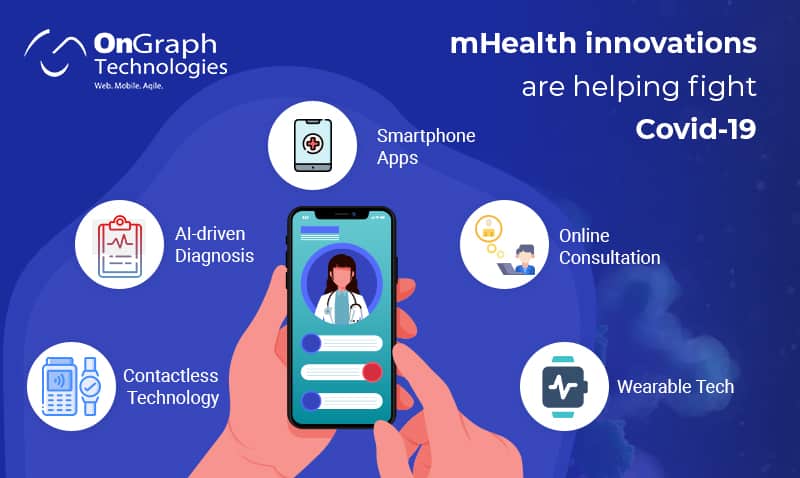 OnGraph
Technologies
Web. Mobile. Agile.
mHealth innovations
are helping fight
Covid-19
Smartphone
Apps
AI-driven
Diagnosis
Online
Consultation
Contactless
Technology
Wearable Tech